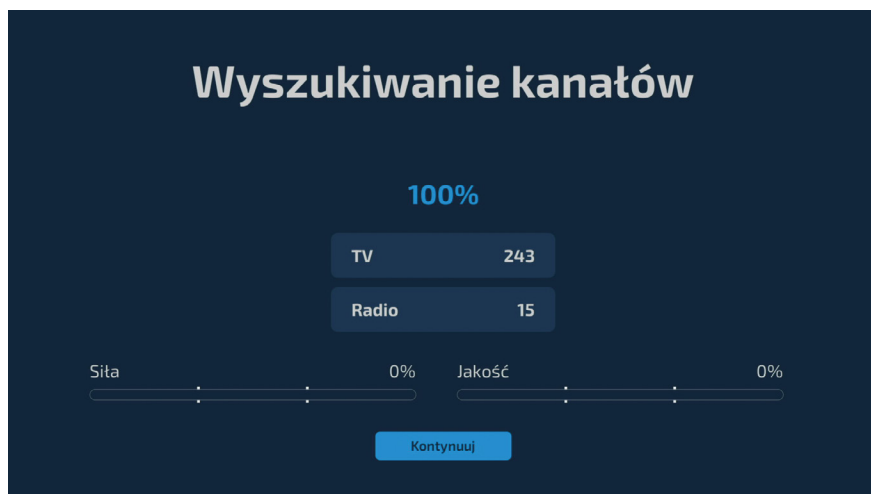 Wyszukiwanie kanałów
100%
TV 243
Radio 15
Siła 0% Jakość 0%
Kontynuuj